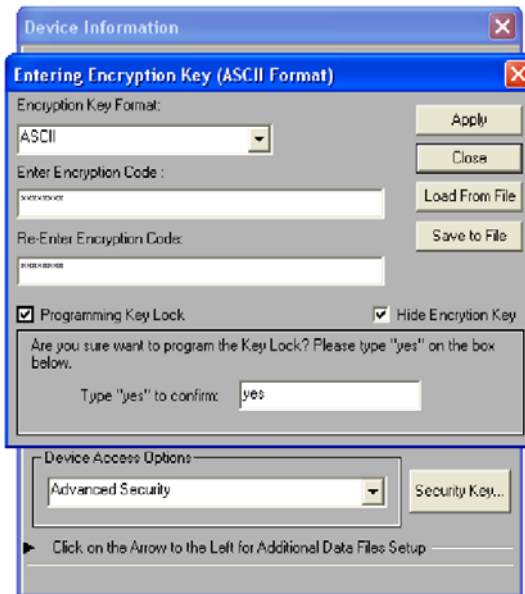 Device Information
Entering Encryption Key (ASCII Format)
Encryption Key Format:
Apply
ASCII
Close
Enter Encryption Code :
Load From File
Re-Enter Encryption Code:
Save to File
Programming Key Lock
Hide Encrytion Key
Are you sure want to program the Key Lock? Please type "yes" on the box
below.
Type "yes" to confirm:
yes
Device Access Options
Advanced Security
Security Key...
Click on the Arrow to the Left for Additional Data Files Setup